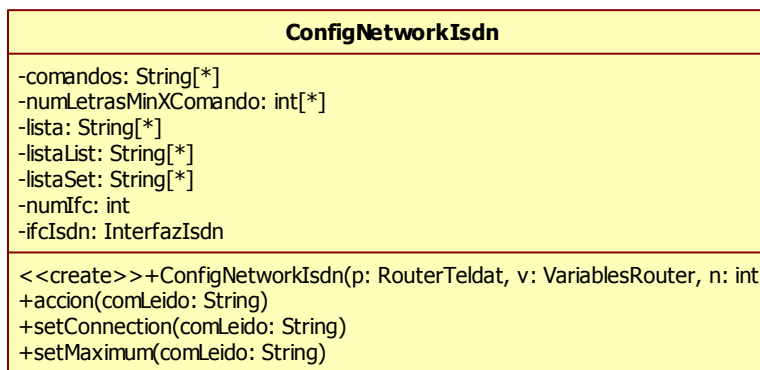 ConfigNetworkIsdn
-comandos: String[*]
-numLetrasMinXComando: int[*]
-lista: String[*]
-listaList: String[*]
-listaSet: String[*]
-numIfc: int
-ifcIsdn: InterfazIsdn
<<create>>+ConfigNetworkIsdn(p: RouterTeldat, v: VariablesRouter, n: int
+accion(comLeido: String)
+setConnection(comLeido: String)
+setMaximum(comLeido: String)